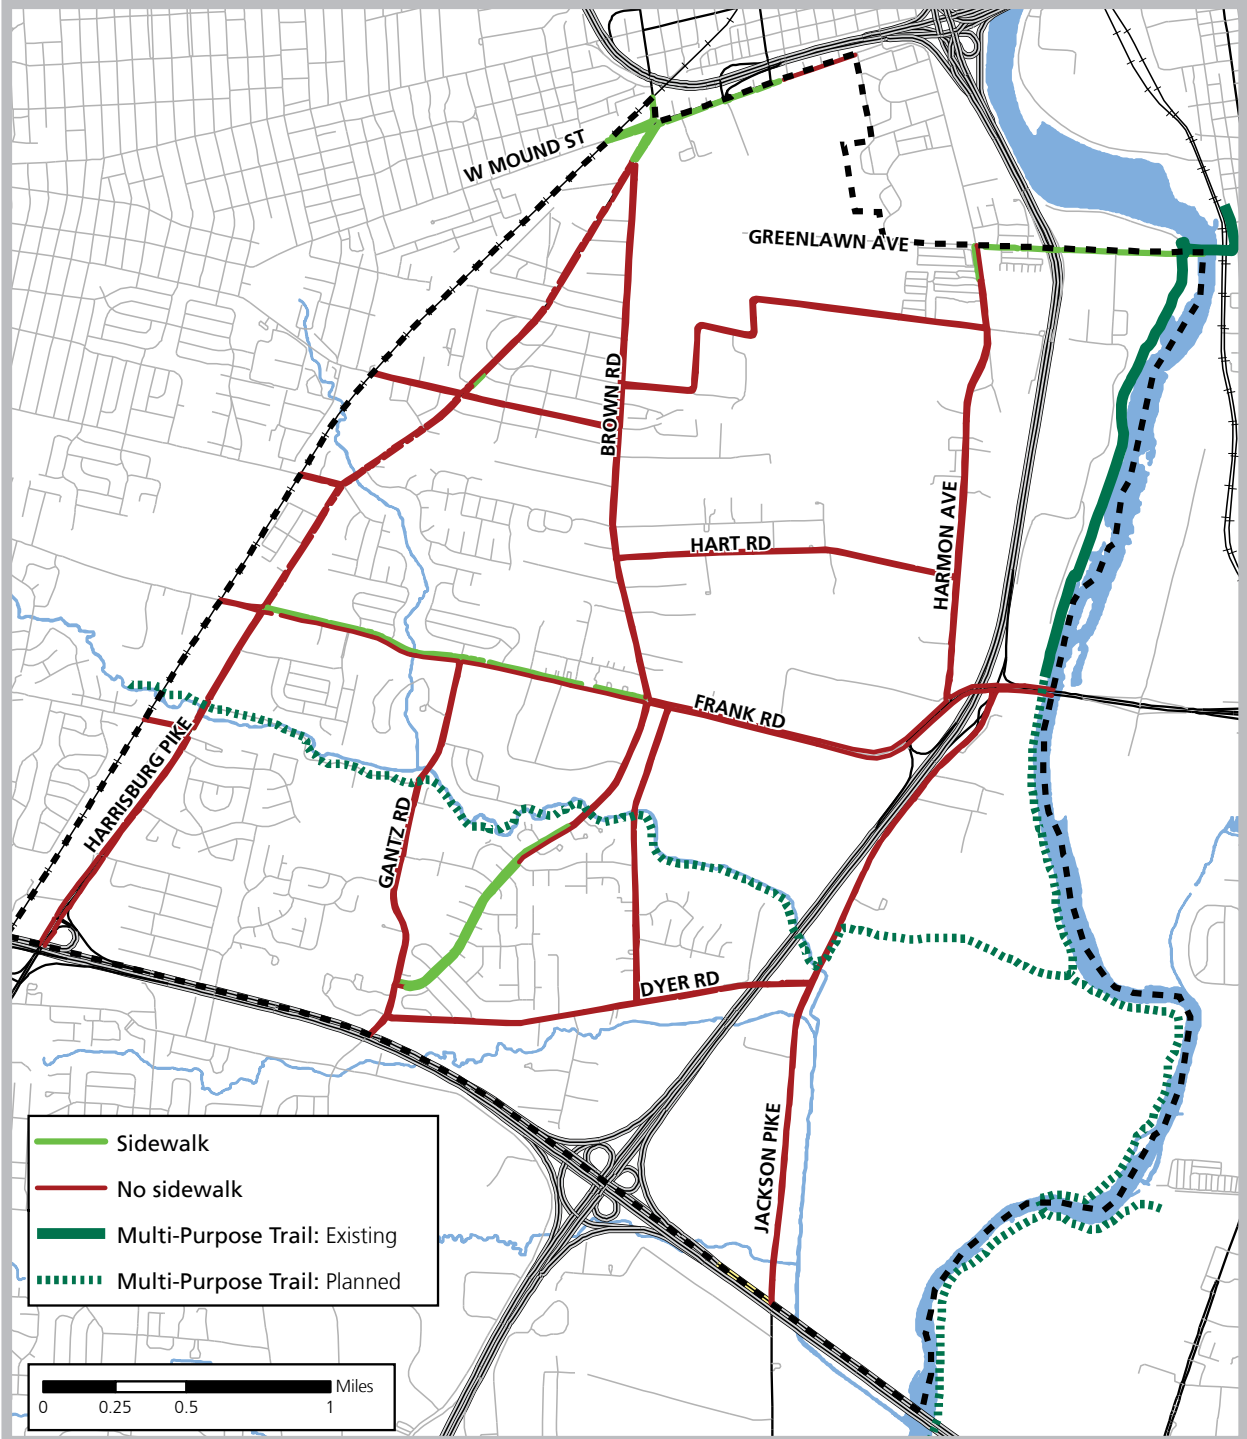 W MOUND ST
GREENLAWN AVE
BROWN RD
HARMON AVE
HART RD
FRANK RD
HARRISBURG PIKE
GANTZ RD
DYER RD
JACKSON PIKE
Sidewalk
No sidewalk
Multi-Purpose Trail: Existing
Multi-Purpose Trail: Planned
Miles
0 0.25 0.5 1